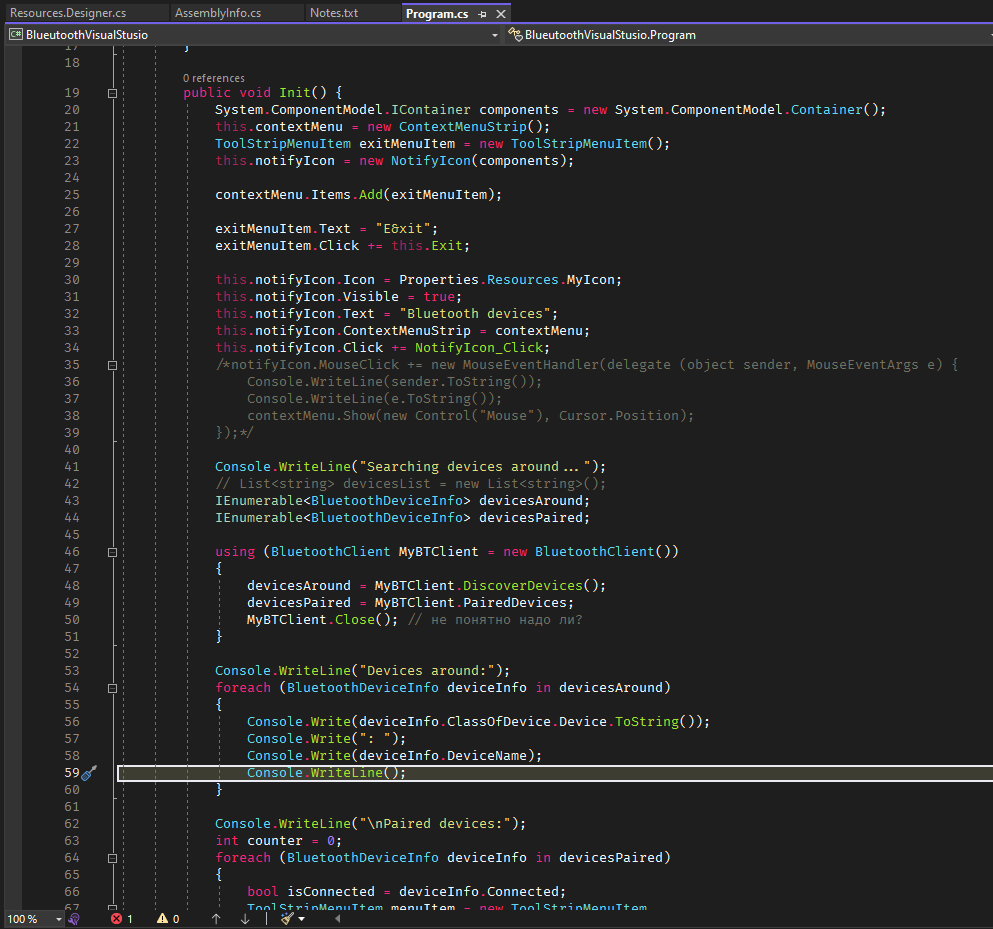 Resources.Designer.cs AssemblyInfo.cs Notes.txt Program.cs
C# BlueutoothVisualStusio BlueutoothVisualStusio.Program
17 }
18
0 references
19 public void Init() {
20 System.ComponentModel.IContainer components = new System.ComponentModel.Container();
21 this.contextMenu = new ContextMenuStrip();
22 ToolStripMenuItem exitMenuItem = new ToolStripMenuItem();
23 this.notifyIcon = new NotifyIcon(components);
24
25 contextMenu.Items.Add(exitMenuItem);
26
27 exitMenuItem.Text = "E&xit";
28 exitMenuItem.Click += this.Exit;
29
30 this.notifyIcon.Icon = Properties.Resources.MyIcon;
31 this.notifyIcon.Visible = true;
32 this.notifyIcon.Text = "Bluetooth devices";
33 this.notifyIcon.ContextMenuStrip = contextMenu;
34 this.notifyIcon.Click += NotifyIcon_Click;
35 /*notifyIcon.MouseClick += new MouseEventHandler(delegate (object sender, MouseEventArgs e) {
36 Console.WriteLine(sender.ToString());
37 Console.WriteLine(e.ToString());
38 contextMenu.Show(new Control("Mouse"), Cursor.Position);
39 });*/
40
41 Console.WriteLine("Searching devices around...");
42 // List<string> devicesList = new List<string>();
43 IEnumerable<BluetoothDeviceInfo> devicesAround;
44 IEnumerable<BluetoothDeviceInfo> devicesPaired;
45
46 using (BluetoothClient MyBTClient = new BluetoothClient())
47 {
48 devicesAround = MyBTClient.DiscoverDevices();
49 devicesPaired = MyBTClient.PairedDevices;
50 MyBTClient.Close(); // не понятно надо ли?
51 }
52
53 Console.WriteLine("Devices around:");
54 foreach (BluetoothDeviceInfo deviceInfo in devicesAround)
55 {
56 Console.Write(deviceInfo.ClassOfDevice.Device.ToString());
57 Console.Write(": ");
58 Console.Write(deviceInfo.DeviceName);
59 Console.WriteLine();
60 }
61
62 Console.WriteLine("\nPaired devices:");
63 int counter = 0;
64 foreach (BluetoothDeviceInfo deviceInfo in devicesPaired)
65 {
66 bool isConnected = deviceInfo.Connected;
67 ToolStripMenuItem menuItem = new ToolStripMenuItem
100 % 1 0